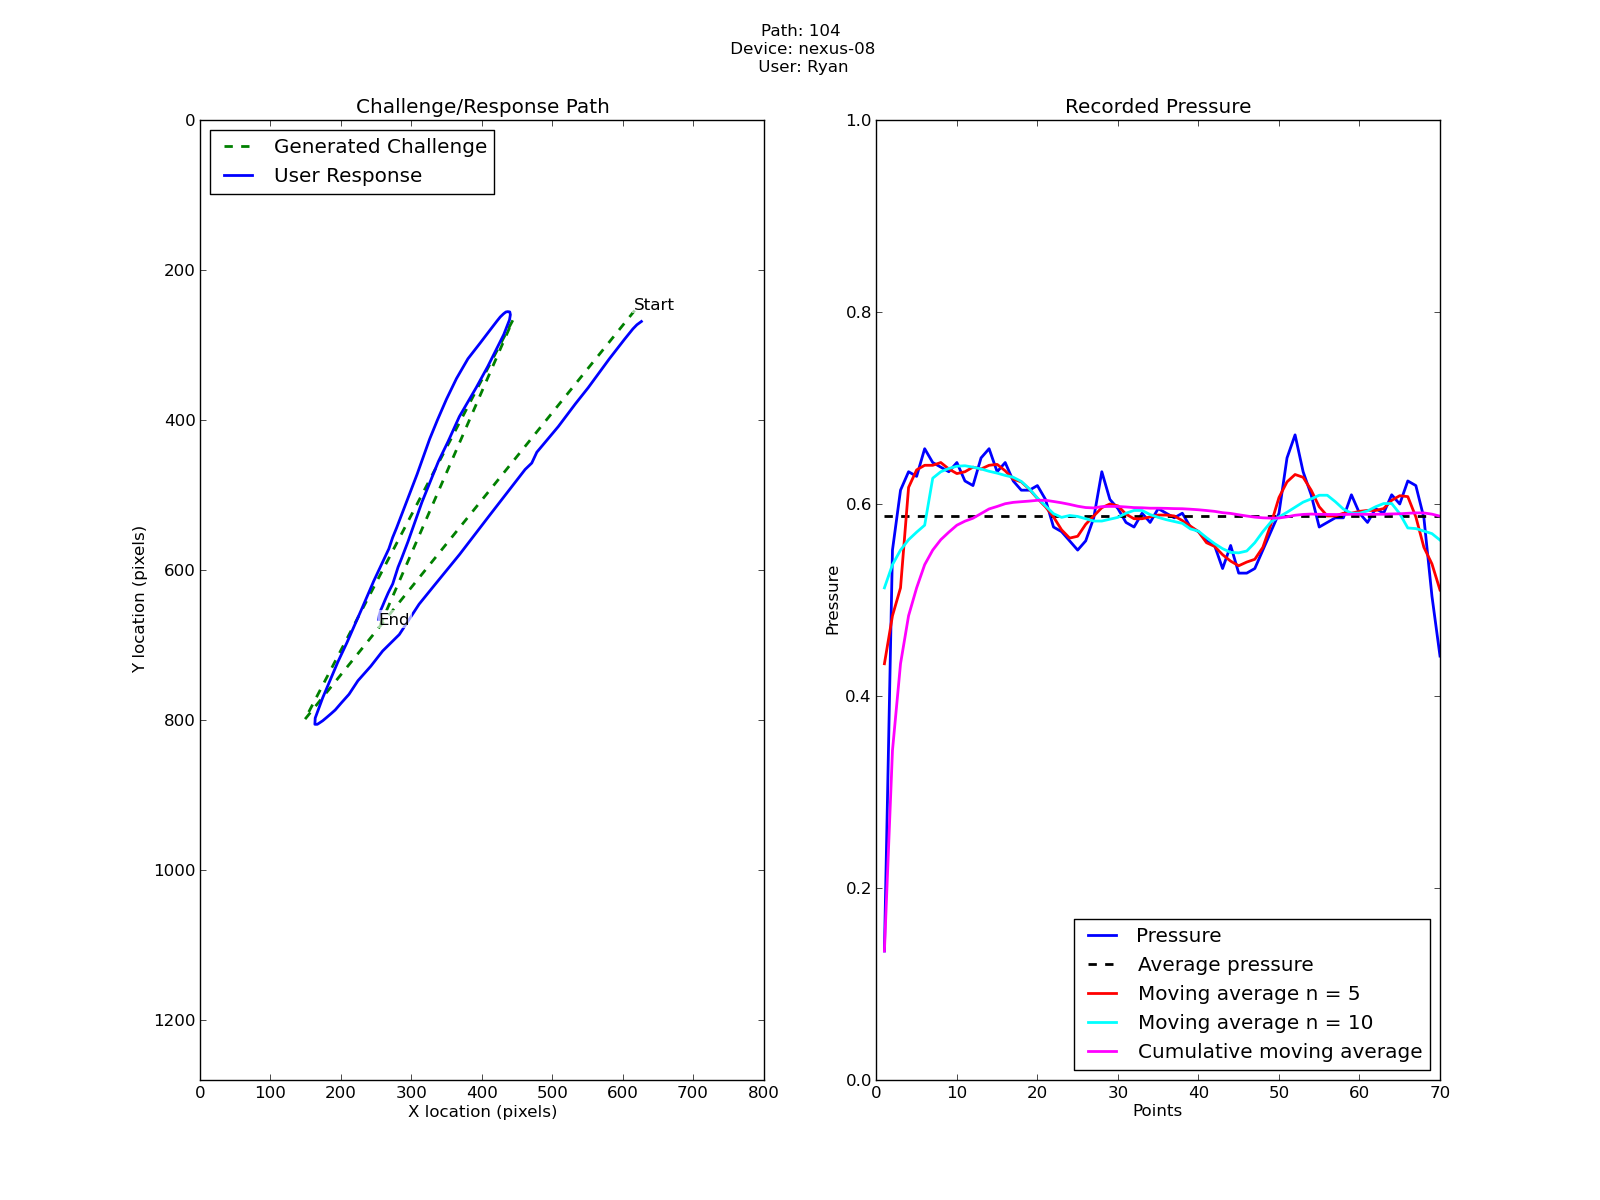 Path: 104
Device: nexus-08
User: Ryan
Challenge/Response Path
Generated Challenge
User Response
0
200
400
600
800
1000
1200
Y location (pixels)
Start
End
0 100 200 300 400 500 600 700 800
X location (pixels)
Recorded Pressure
1.0
0.8
0.6
0.4
0.2
0.0
Pressure
Pressure
Average pressure
Moving average n = 5
Moving average n = 10
Cumulative moving average
0 10 20 30 40 50 60 70
Points